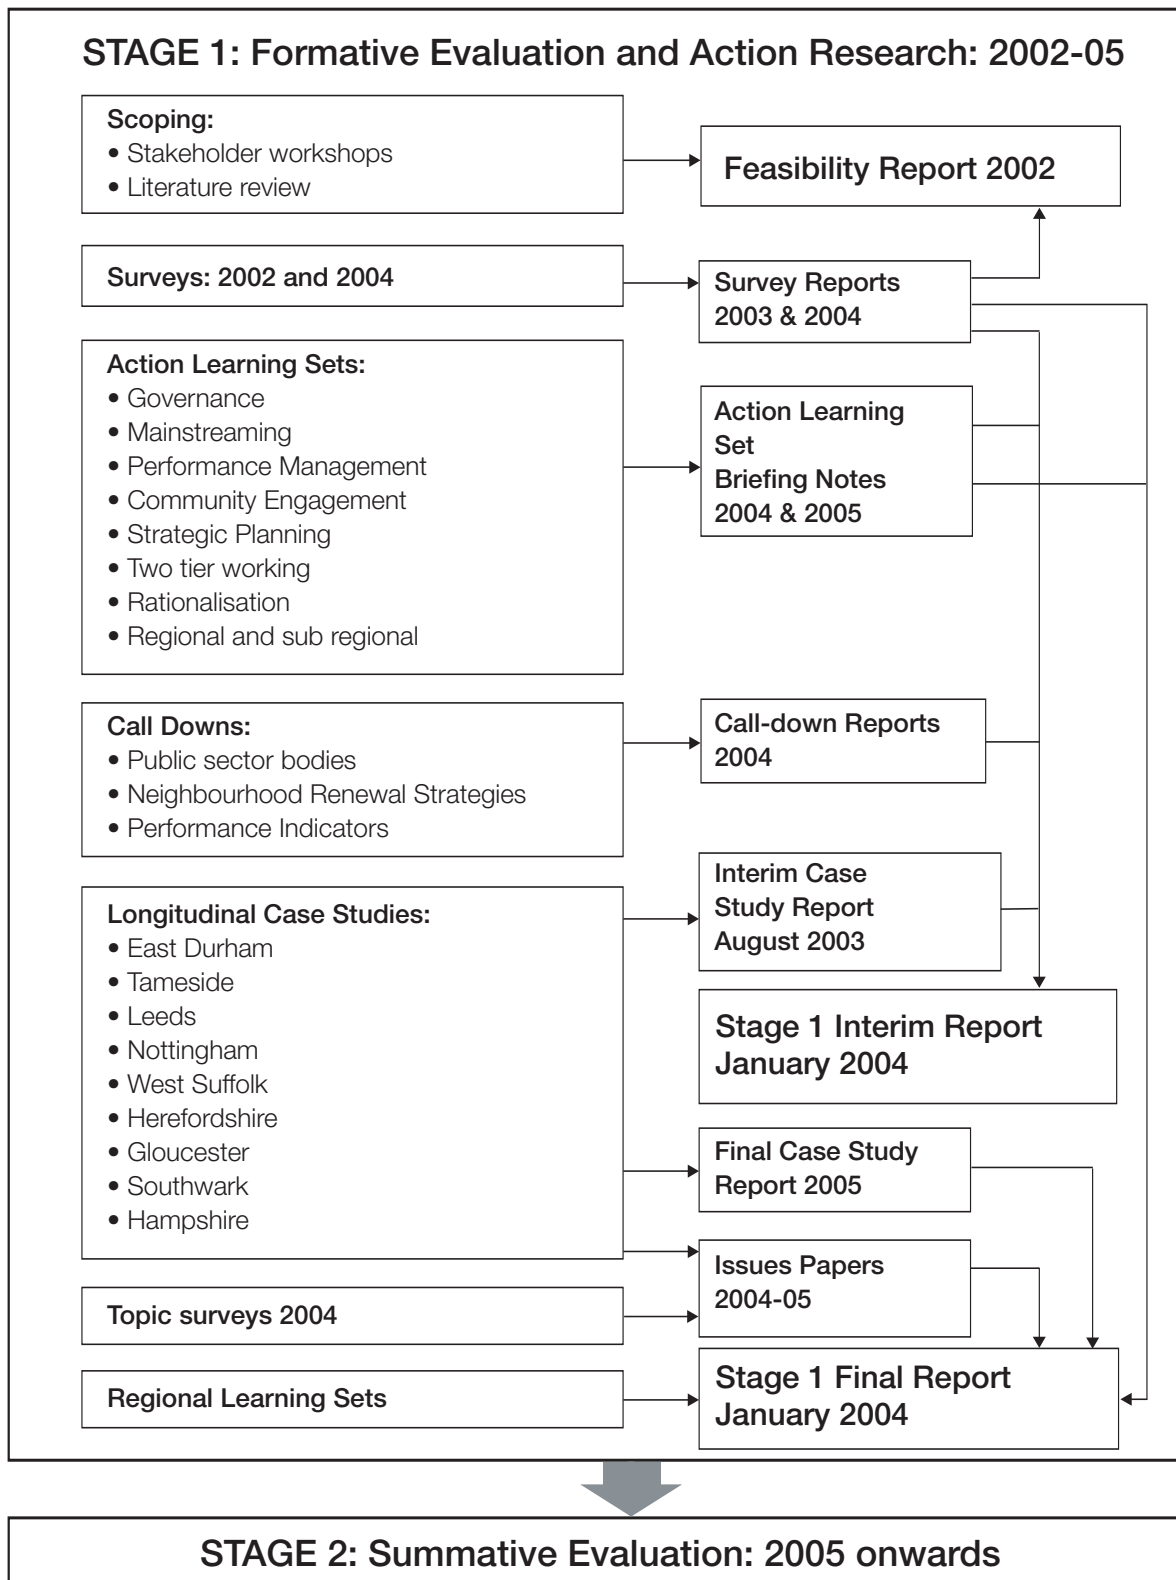 STAGE 1: Formative Evaluation and Action Research: 2002-05
Scoping:
• Stakeholder workshops
• Literature review
Feasibility Report 2002
Surveys: 2002 and 2004
Survey Reports
2003 & 2004
Action Learning Sets:
• Governance
• Mainstreaming
• Performance Management
• Community Engagement
• Strategic Planning
• Two tier working
• Rationalisation
• Regional and sub regional
Action Learning
Set
Briefing Notes
2004 & 2005
Call Downs:
• Public sector bodies
• Neighbourhood Renewal Strategies
• Performance Indicators
Call-down Reports
2004
Longitudinal Case Studies:
• East Durham
• Tameside
• Leeds
• Nottingham
• West Suffolk
• Herefordshire
• Gloucester
• Southwark
• Hampshire
Interim Case
Study Report
August 2003
Stage 1 Interim Report
January 2004
Final Case Study
Report 2005
Issues Papers
2004-05
Topic surveys 2004
Regional Learning Sets
Stage 1 Final Report
January 2004
STAGE 2: Summative Evaluation: 2005 onwards